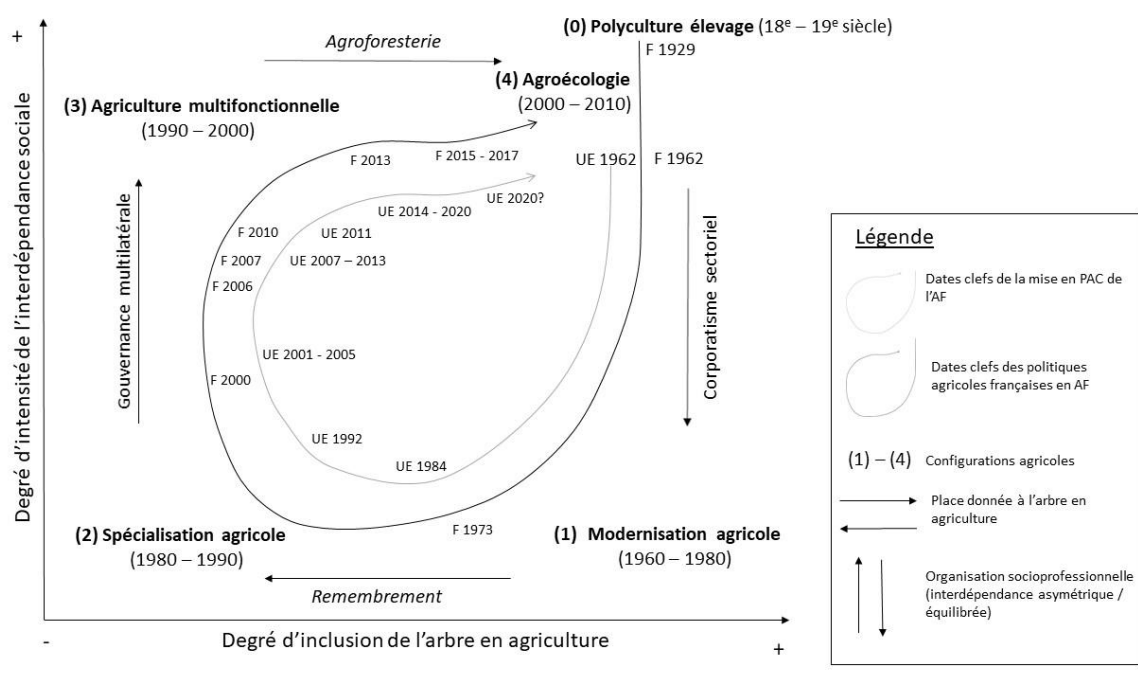 (0) Polyculture élevage (18e – 19e siècle)
+
Agroforesterie
F 1929
(4) Agroécologie
(2000 – 2010)
(3) Agriculture multifonctionnelle
(1990 – 2000)
F 2013
F 2015 - 2017
UE 1962
F 1962
UE 2020?
UE 2014 - 2020
F 2010
UE 2011
F 2007
UE 2007 – 2013
F 2006
UE 2001 - 2005
F 2000
UE 1992
UE 1984
F 1973
Degré d'intensité de l'interdépendance sociale
Gouvernance multilatérale
Corporatisme sectoriel
(2) Spécialisation agricole
(1980 – 1990)
(1) Modernisation agricole
(1960 – 1980)
Remembrement
-
Degré d'inclusion de l'arbre en agriculture
+
Légende
Dates clefs de la mise en PAC de
l'AF
Dates clefs des politiques
agricoles françaises en AF
(1) – (4) Configurations agricoles
Place donnée à l'arbre en
agriculture
Organisation socioprofessionnelle
(interdépendance asymétrique /
équilibrée)